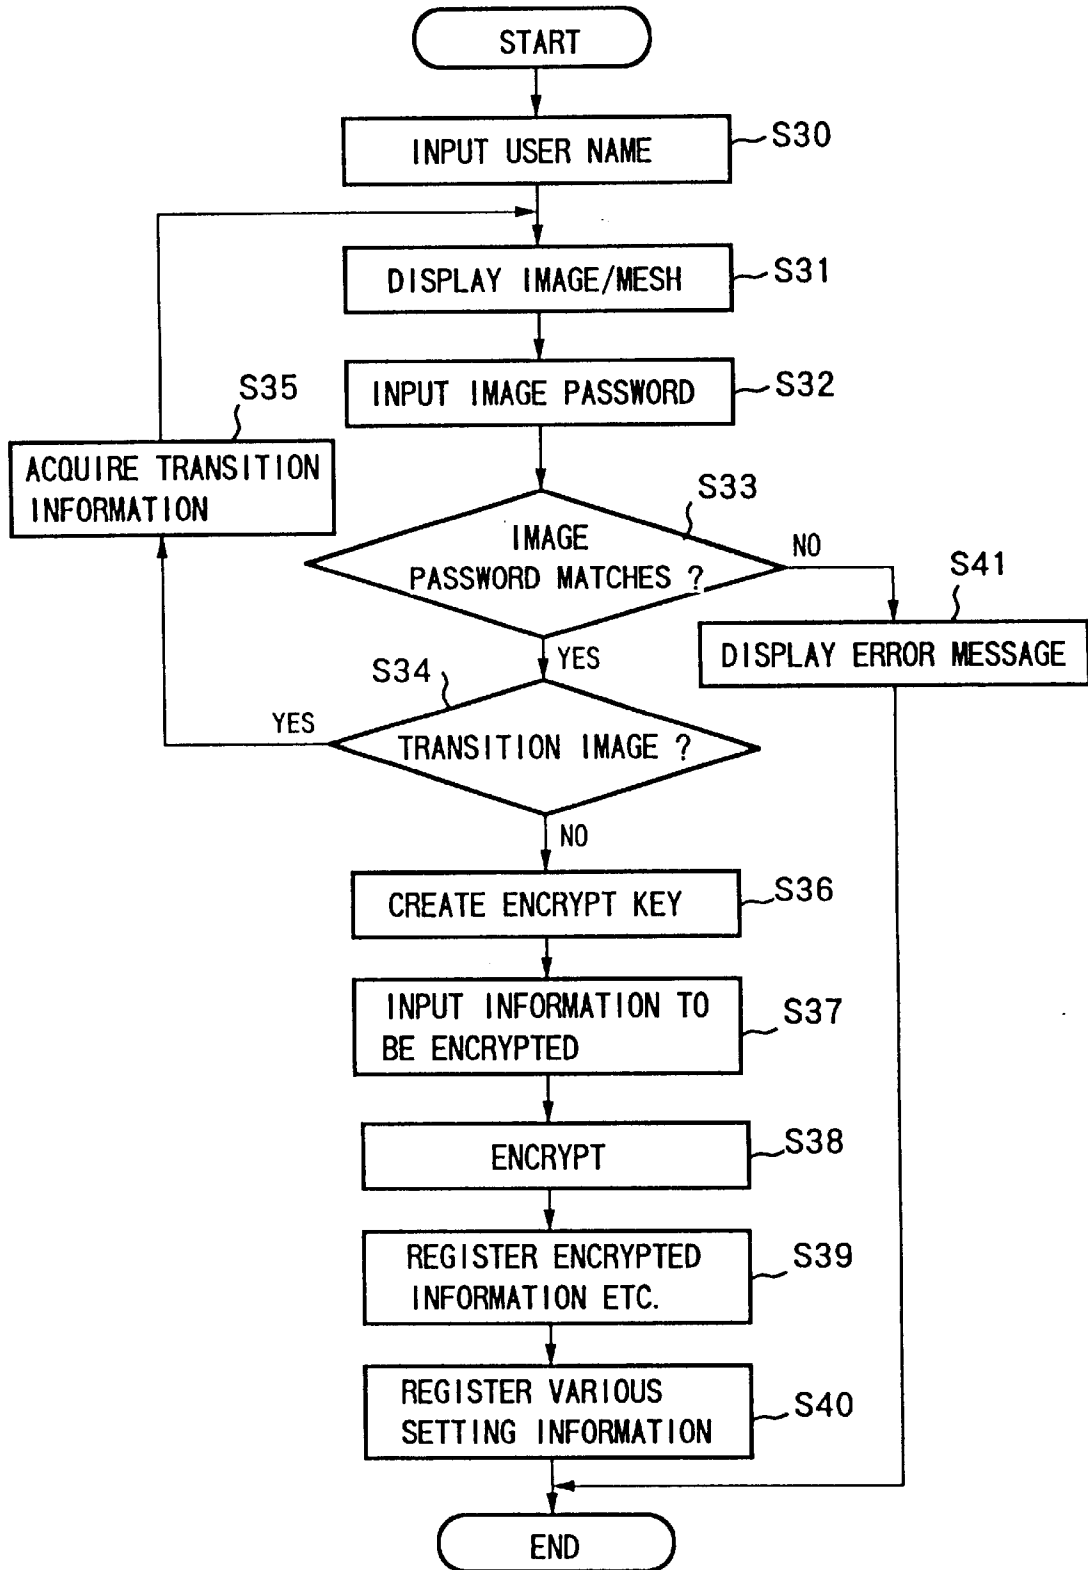 START
INPUT USER NAME
S30
DISPLAY IMAGE/MESH
S31
INPUT IMAGE PASSWORD
S32
S35
ACQUIRE TRANSITION
INFORMATION
S33
IMAGE
PASSWORD MATCHES ?
NO
S41
DISPLAY ERROR MESSAGE
YES
S34
YES
TRANSITION IMAGE ?
NO
CREATE ENCRYPT KEY
S36
INPUT INFORMATION TO
BE ENCRYPTED
S37
ENCRYPT
S38
REGISTER ENCRYPTED
INFORMATION ETC.
S39
REGISTER VARIOUS
SETTING INFORMATION
S40
END